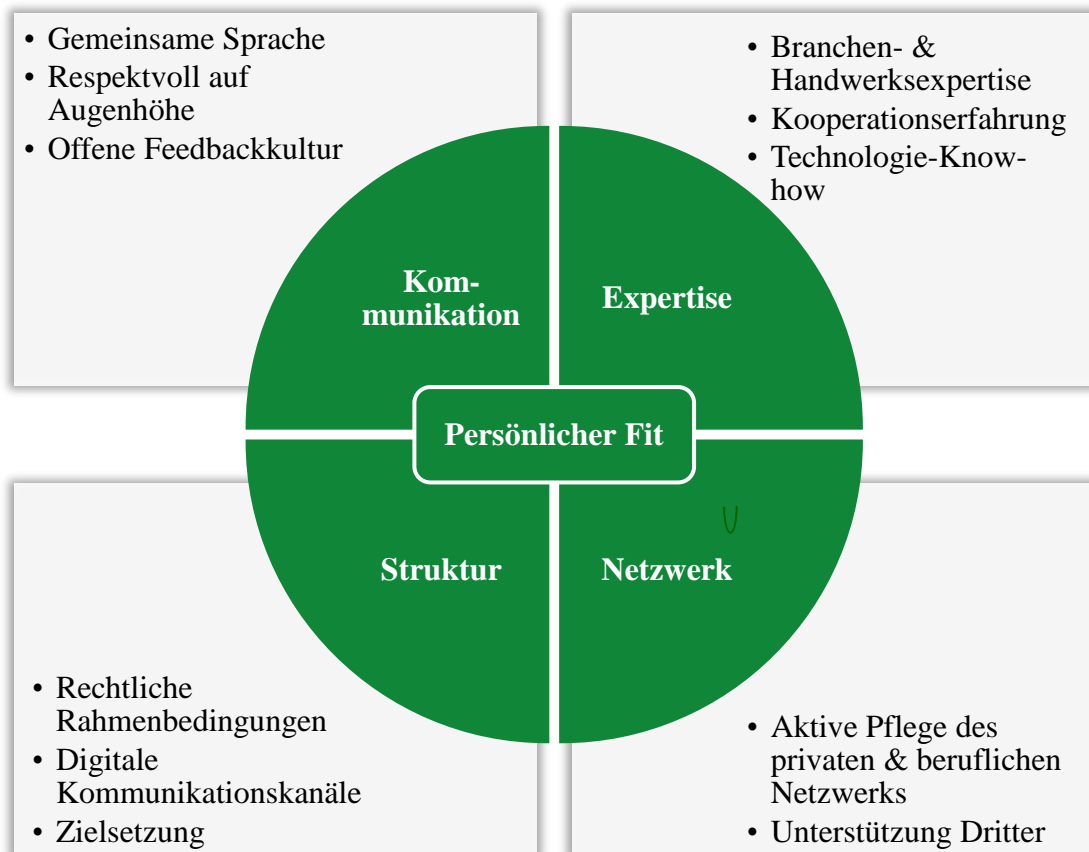 • Gemeinsame Sprache
• Respektvoll auf
Augenhöhe
• Offene Feedbackkultur
• Branchen- &
Handwerksexpertise
• Kooperationserfahrung
• Technologie-Know-
how
Kom-
munikation
Expertise
Persönlicher Fit
Struktur
Netzwerk
• Rechtliche
Rahmenbedingungen
• Digitale
Kommunikationskanäle
• Zielsetzung
• Aktive Pflege des
privaten & beruflichen
Netzwerks
• Unterstützung Dritter